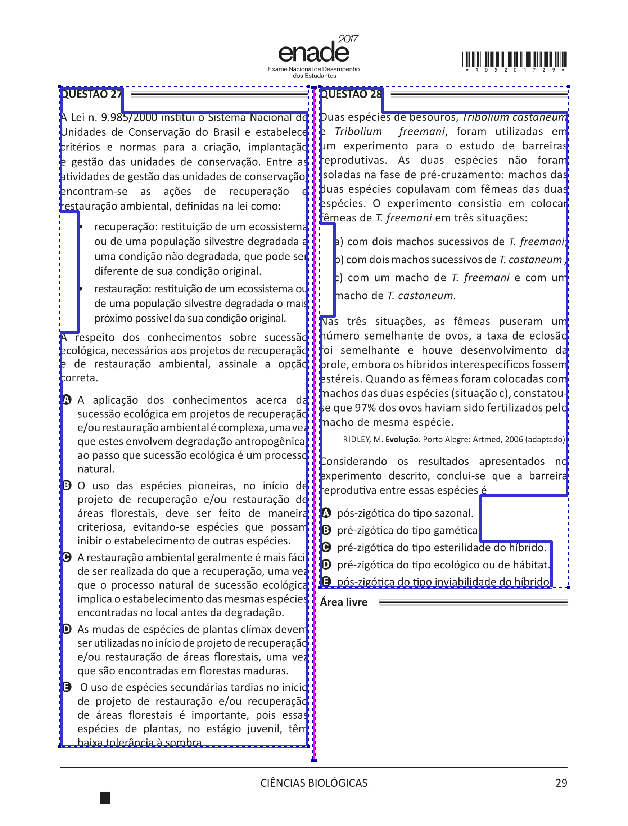 2017
enade
Exame Nacional de Desempenho
dos Estudantes
*R0520172 9*
QUESTÃO 27
A Lei n. 9.985/2000 institui o Sistema Nacional de
Unidades de Conservação do Brasil e estabelece
critérios e normas para a criação, implantação
e gestão das unidades de conservação. Entre as
atividades de gestão das unidades de conservação,
encontram-se as ações de recuperação e
restauração ambiental, definidas na lei como:
• recuperação: restituição de um ecossistema
ou de uma população silvestre degradada a
uma condição não degradada, que pode ser
diferente de sua condição original.
• restauração: restituição de um ecossistema ou
de uma população silvestre degradada o mais
próximo possível da sua condição original.
A respeito dos conhecimentos sobre sucessão
ecológica, necessários aos projetos de recuperação
e de restauração ambiental, assinale a opção
correta.
A A aplicação dos conhecimentos acerca da
sucessão ecológica em projetos de recuperação
e/ou restauração ambiental é complexa, uma vez
que estes envolvem degradação antropogênica,
ao passo que sucessão ecológica é um processo
natural.
B O uso das espécies pioneiras, no início de
projeto de recuperação e/ou restauração de
áreas florestais, deve ser feito de maneira
criteriosa, evitando-se espécies que possam
inibir o estabelecimento de outras espécies.
C A restauração ambiental geralmente é mais fácil
de ser realizada do que a recuperação, uma vez
que o processo natural de sucessão ecológica
implica o estabelecimento das mesmas espécies
encontradas no local antes da degradação.
D As mudas de espécies de plantas clímax devem
ser utilizadas no início de projeto de recuperação
e/ou restauração de áreas florestais, uma vez
que são encontradas em florestas maduras.
E O uso de espécies secundárias tardias no início
de projeto de restauração e/ou recuperação
de áreas florestais é importante, pois essas
espécies de plantas, no estágio juvenil, têm
baixa tolerância à sombra.
QUESTÃO 28
Duas espécies de besouros, Tribolium castaneum
e Tribolium freemani, foram utilizadas em
um experimento para o estudo de barreiras
reprodutivas. As duas espécies não foram
isoladas na fase de pré-cruzamento: machos das
duas espécies copulavam com fêmeas das duas
espécies. O experimento consistia em colocar
fêmeas de T. freemani em três situações:
a) com dois machos sucessivos de T. freemani;
b) com dois machos sucessivos de T. castaneum ;
c) com um macho de T. freemani e com um
macho de T. castaneum.
Nas três situações, as fêmeas puseram um
número semelhante de ovos, a taxa de eclosão
foi semelhante e houve desenvolvimento da
prole, embora os híbridos interespecíficos fossem
estéreis. Quando as fêmeas foram colocadas com
machos das duas espécies (situação c), constatou-
se que 97% dos ovos haviam sido fertilizados pelo
macho de mesma espécie.
RIDLEY, M. Evolução. Porto Alegre: Artmed, 2006 (adaptado).
Considerando os resultados apresentados no
experimento descrito, conclui-se que a barreira
reprodutiva entre essas espécies é
A pós-zigótica do tipo sazonal.
B pré-zigótica do tipo gamética.
C pré-zigótica do tipo esterilidade do híbrido.
D pré-zigótica do tipo ecológico ou de hábitat.
E pós-zigótica do tipo inviabilidade do híbrido.
Área livre
CIÊNCIAS BIOLÓGICAS
29